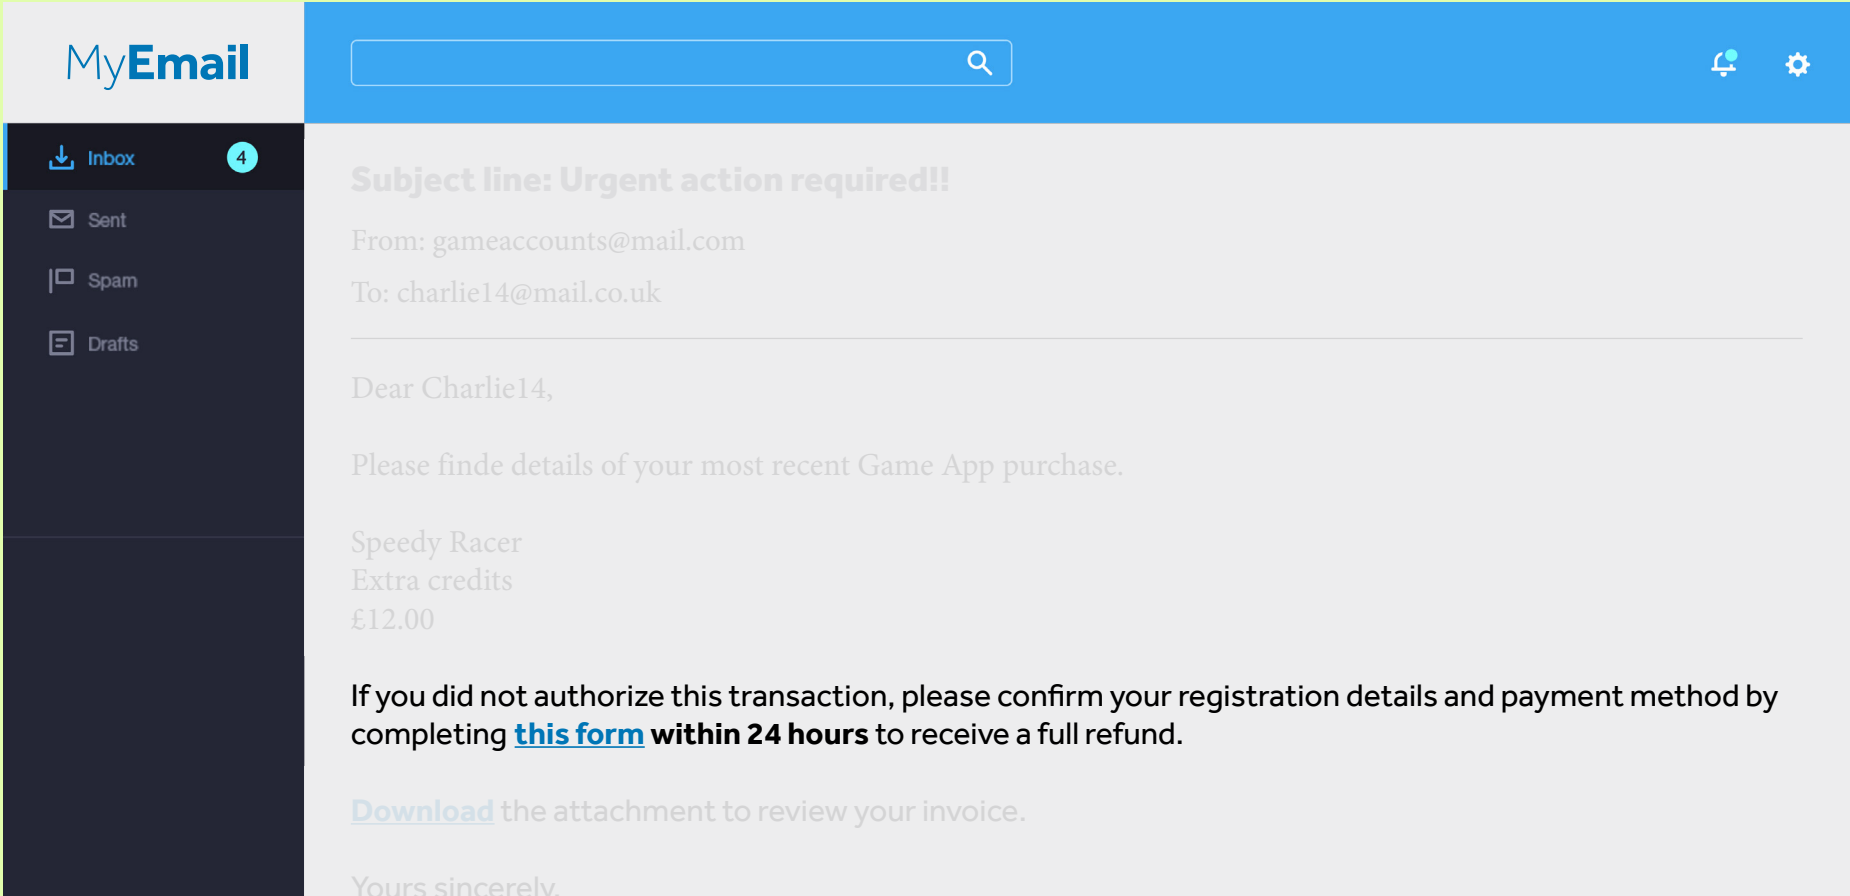 MyEmail
Inbox 4
Sent
Spam
Drafts
Subject line: Urgent action required!!
From: gameaccounts@mail.com
To: charlie14@mail.co.uk
Dear Charlie14,
Please finde details of your most recent Game App purchase.
Speedy Racer
Extra credits
£12.00
If you did not authorize this transaction, please confirm your registration details and payment method by
completing this form within 24 hours to receive a full refund.
Download the attachment to review your invoice.
Yours sincerely,